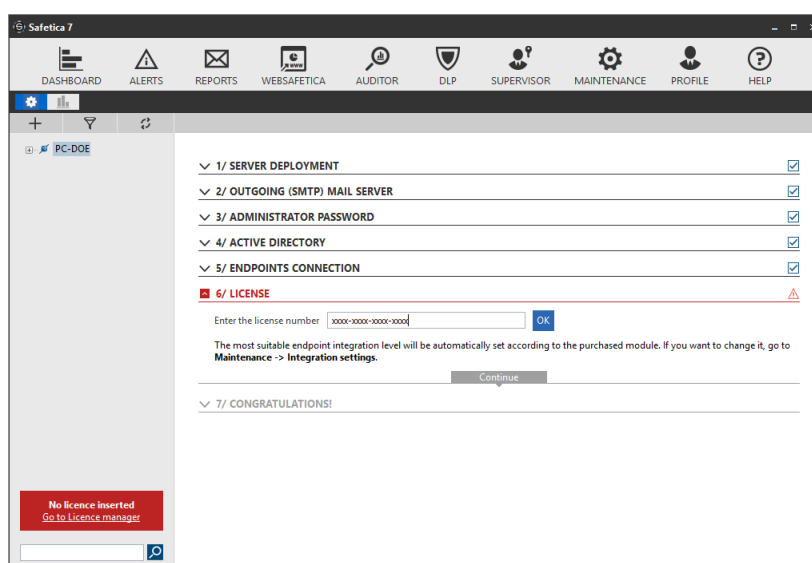 Safetica 7
DASHBOARD ALERTS REPORTS WEBSAFETICA AUDITOR DLP SUPERVISOR MAINTENANCE PROFILE HELP
PC-DOE
1/ SERVER DEPLOYMENT
2/ OUTGOING (SMTP) MAIL SERVER
3/ ADMINISTRATOR PASSWORD
4/ ACTIVE DIRECTORY
5/ ENDPOINTS CONNECTION
6/ LICENSE
Enter the license number xxxx-xxxx-xxxx-xxxx OK
The most suitable endpoint integration level will be automatically set according to the purchased module. If you want to change it, go to
Maintenance -> Integration settings.
Continue
7/ CONGRATULATIONS!
No licence inserted
Go to Licence manager